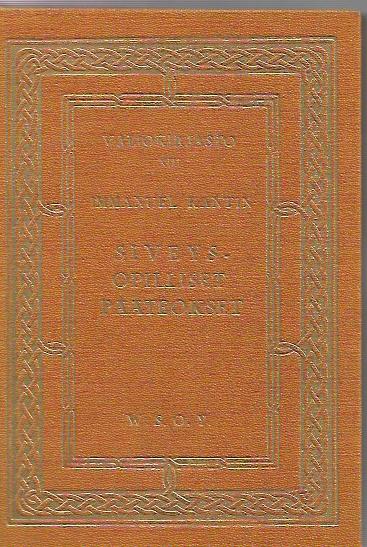 VALIOKIRJASTO
XIII
IMMANUEL KANTIN
SIVEYS-
OPILLISET
PÄÄTEOKSET
W. S. O. Y.